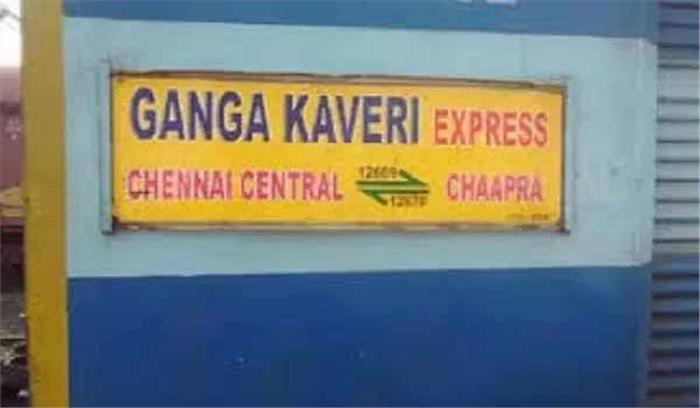 GANGA KAVERI EXPRESS
12669
CHENNAI CENTRAL CHAAPRA
12670